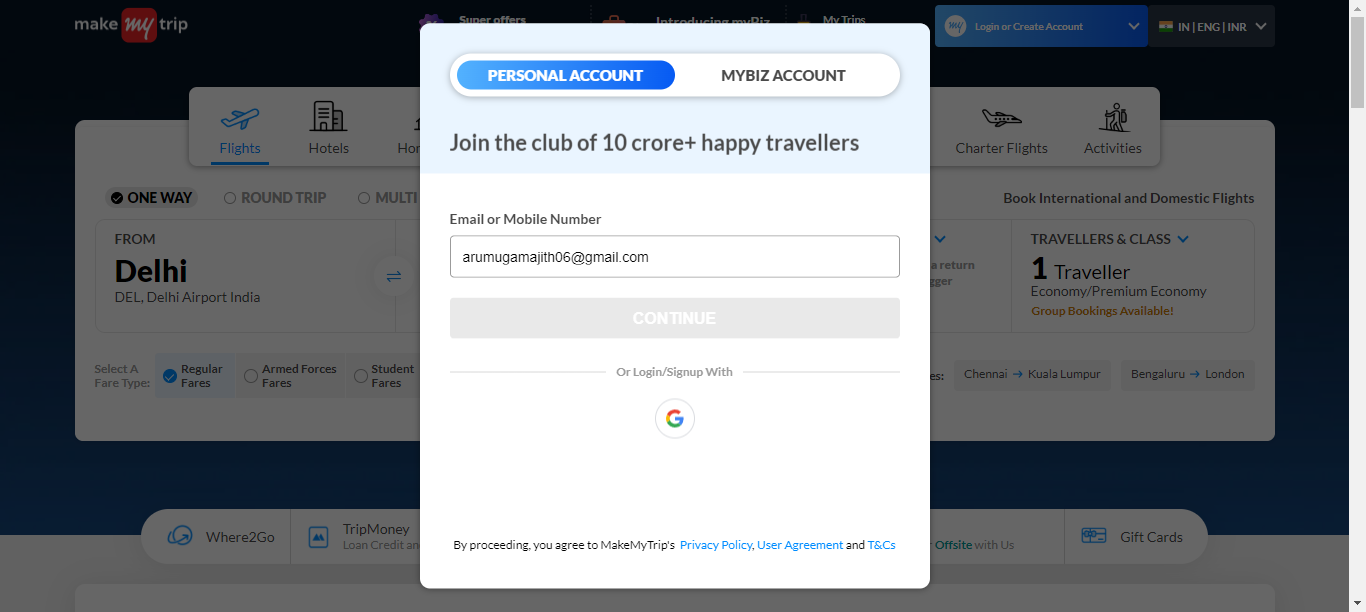 make my trip
Super offers
Introducing myBiz
My Trips
my Login or Create Account
IN | ENG | INR
PERSONAL ACCOUNT
MYBIZ ACCOUNT
Join the club of 10 crore+ happy travellers
Flights
Hotels
Charter Flights
Activities
ONE WAY
ROUND TRIP
MULTI
Book International and Domestic Flights
Email or Mobile Number
arumugamajith06@gmail.com
CONTINUE
Or Login/Signup With
G
By proceeding, you agree to MakeMyTrip's Privacy Policy, User Agreement and T&Cs
FROM
Delhi
DEL, Delhi Airport India
a return
TRAVELLERS & CLASS
1 Traveller
Economy/Premium Economy
Group Bookings Available!
Select A
Fare Type:
Regular
Fares
Armed Forces
Fares
Student
Fares
Chennai → Kuala Lumpur
Bengaluru → London
Where2Go
TripMoney
Loan Credit
Offsite with Us
Gift Cards